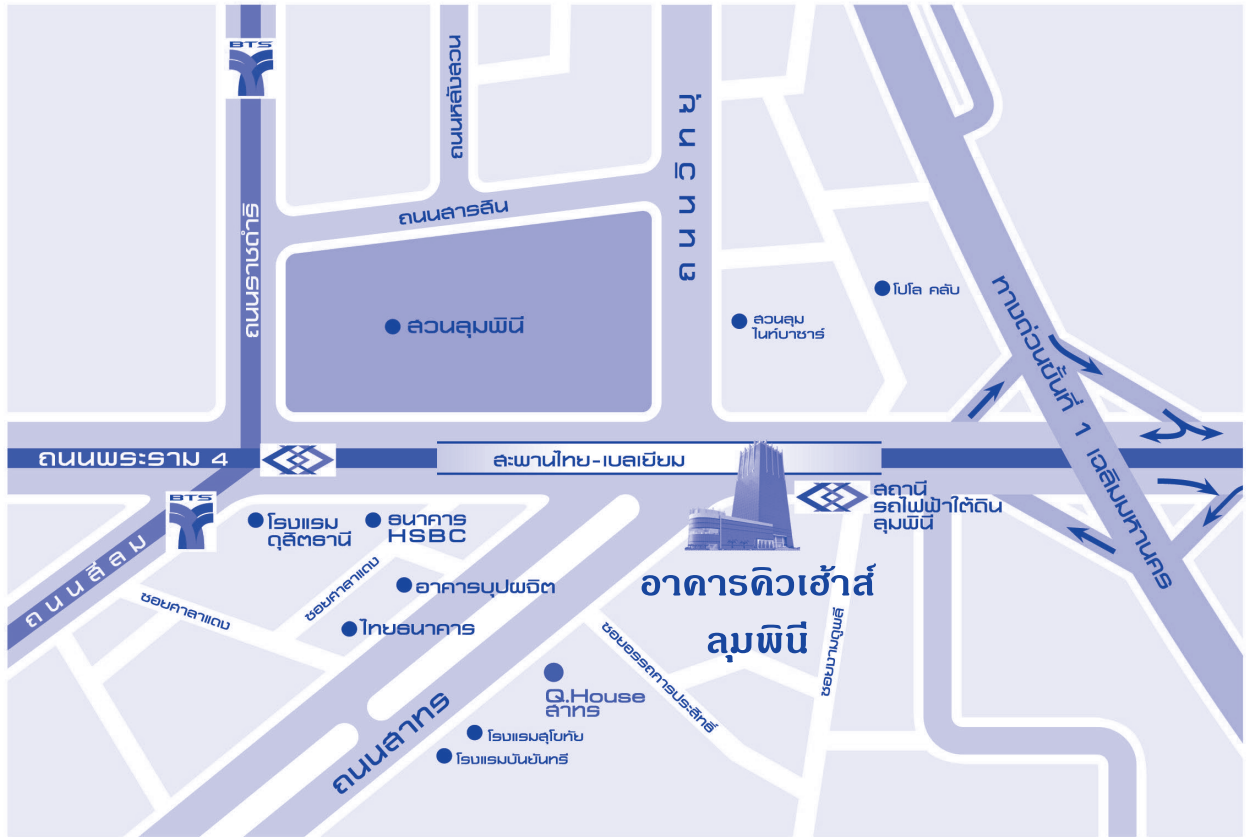 BTS
ถนนหลังสวน
ถนนวิทยุ
ถนนราชดำริ
ถนนสารสิน
สวนลุมพินี
สวนลุม
ไนท์บาซาร์
โปโล คลับ
ทางด่วนขั้นที่ 1 เฉลิมมหานคร
ถนนพระราม 4
สะพานไทย-เบลเยียม
สถานี
รถไฟฟ้าใต้ดิน
ลุมพินี
BTS
ถนนสีลม
โรงแรม
ดุสิตธานี
ธนาคาร
HSBC
ซอยศาลาแดง
ซอยศาลาแดง
อาคารบุปผจิต
ไทยธนาคาร
อาคารคิวเฮ้าส์
ลุมพินี
ซอยอรรถการประสิทธิ์
ซอยงามดูพลี
Q.House
สาทร
ถนนสาทร
โรงแรมสุโขทัย
โรงแรมบันยันทรี